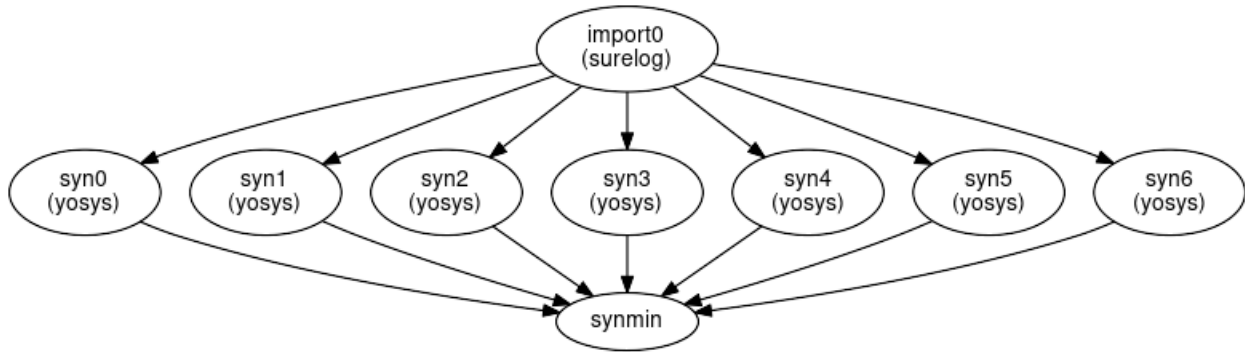 import0
(surelog)
syn0
(yosys)
syn1
(yosys)
syn2
(yosys)
syn3
(yosys)
syn4
(yosys)
syn5
(yosys)
syn6
(yosys)
synmin